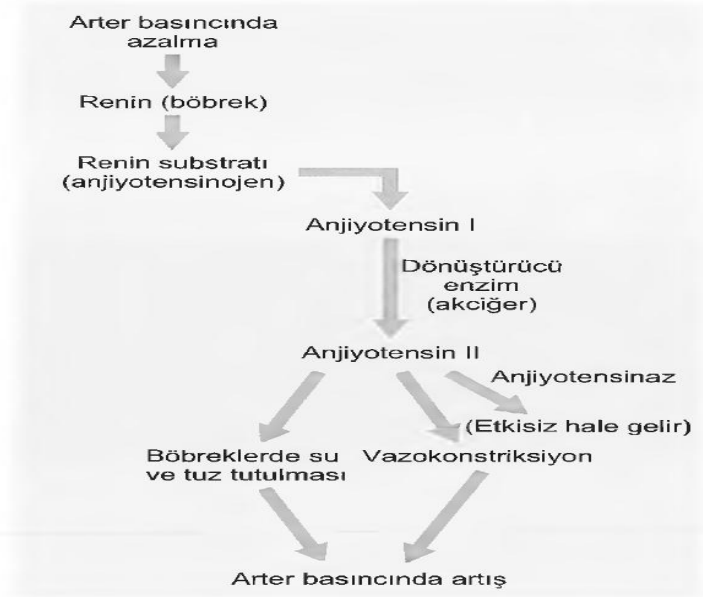 Arter basıncında
azalma
Renin (böbrek)
Renin substratı
(anjiyotensinojen)
Anjiyotensin I
Dönüştürücü
enzim
(akciğer)
Anjiyotensin II
Anjiyotensinaz
(Etkisiz hale gelir)
Böbreklerde su
ve tuz tutulması
Vazokonstriksiyon
Arter basıncında artış